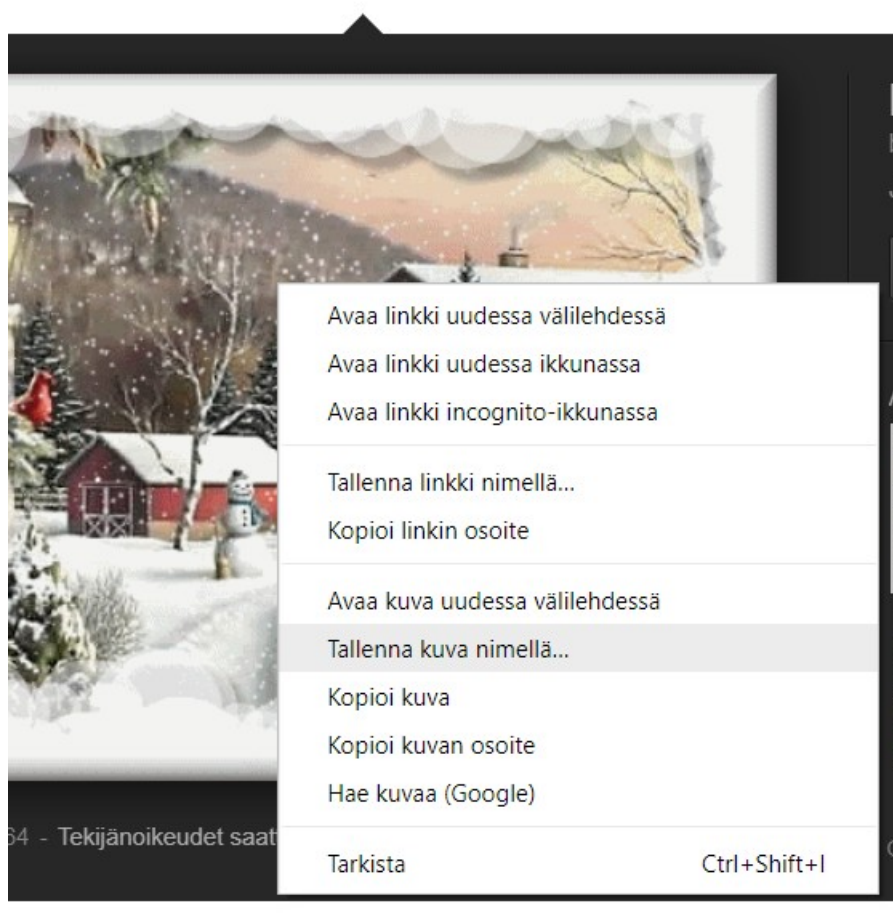 Avaa linkki uudessa välilehdessä
Avaa linkki uudessa ikkunassa
Avaa linkki incognito-ikkunassa
Tallenna linkki nimellä...
Kopioi linkin osoite
Avaa kuva uudessa välilehdessä
Tallenna kuva nimellä...
Kopioi kuva
Kopioi kuvan osoite
Hae kuvaa (Google)
64 - Tekijänoikeudet
Tarkista Ctrl+Shift+I